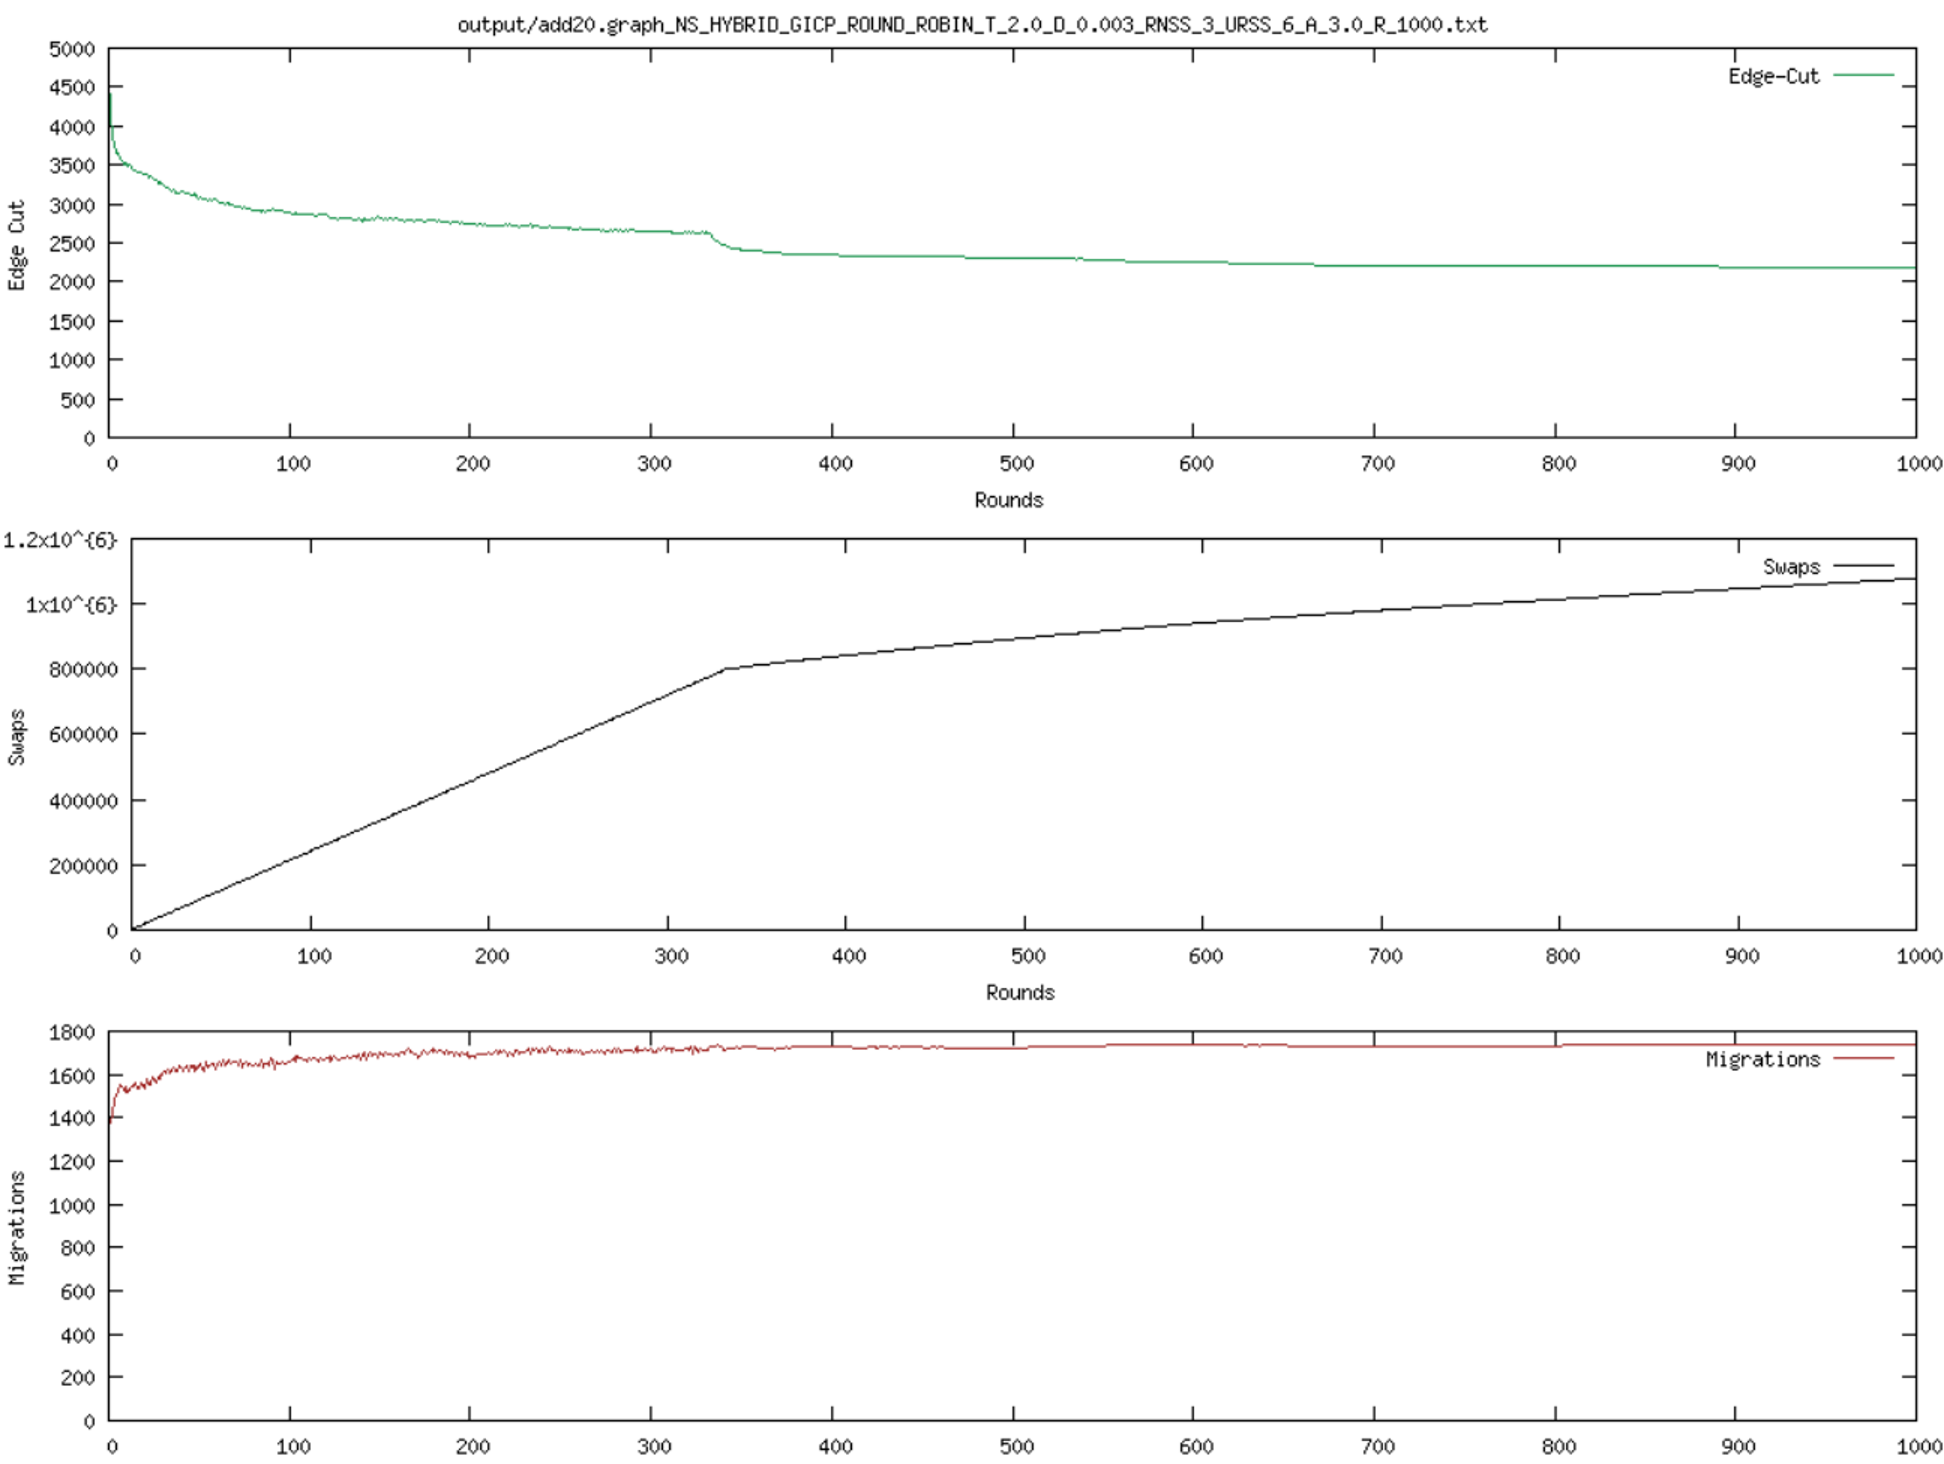 output/add20.graph_NS_HYBRID_GICP_ROUND_ROBIN_T_2.0_D_0.003_RNSS_3_URSS_6_A_3.0_R_1000.txt
5000
Edge-Cut
4500
4000
3500
3000
2500
2000
1500
1000
500
0
Edge Cut
0 100 200 300 400 500 600 700 800 900 1000
Rounds
1.2x10^{6}
Swaps
1x10^{6}
800000
600000
400000
200000
0
Swaps
0 100 200 300 400 500 600 700 800 900 1000
Rounds
1800
Migrations
1600
1400
1200
1000
800
600
400
200
0
Migrations
0 100 200 300 400 500 600 700 800 900 1000